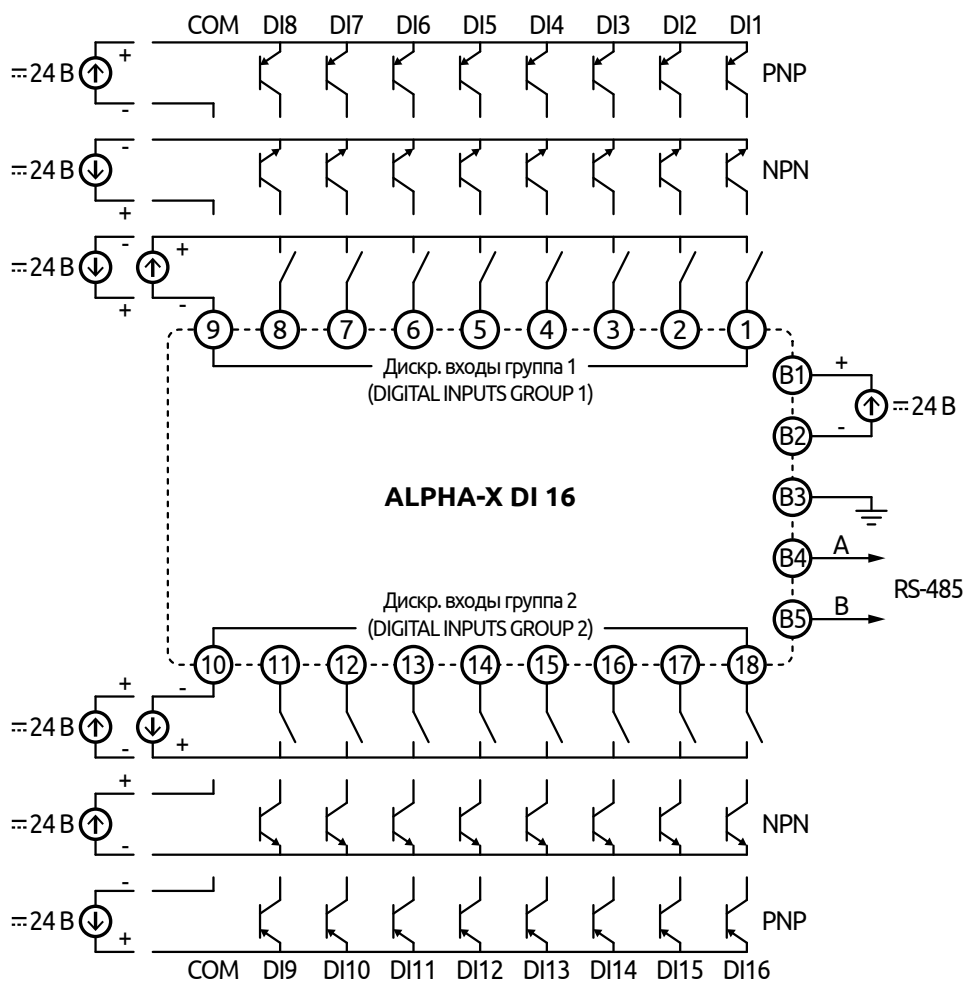 COM DI8 DI7 DI6 DI5 DI4 DI3 DI2 DI1
+
24 В
PNP
-
-
24 В
NPN
+
- +
24 В
+ -
9 8 7 6 5 4 3 2 1
Дискр. входы группа 1
(DIGITAL INPUTS GROUP 1)
B1 +
24 В
B2 -
ALPHA-X DI 16
B3
B4 A
RS-485
B5 B
Дискр. входы группа 2
(DIGITAL INPUTS GROUP 2)
10 11 12 13 14 15 16 17 18
+ -
24 В
- +
+
24 В
NPN
-
-
24 В
PNP
+
COM DI9 DI10 DI11 DI12 DI13 DI14 DI15 DI16